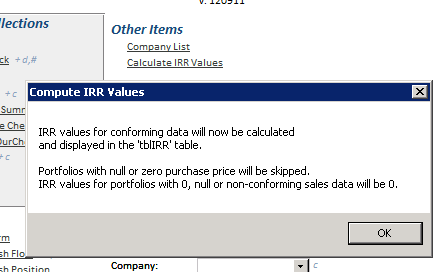 v. 120911
llections
Other Items
Company List
ck +d,#
Calculate IRR Values
+c
Compute IRR Values
Summ
e Che
OurChe
+c
IRR values for conforming data will now be calculated
and displayed in the 'tblIRR' table.
Portfolios with null or zero purchase price will be skipped.
IRR values for portfolios with 0, null or non-conforming sales data will be 0.
OK
rm
sh Flo
Company:
c
sh Position